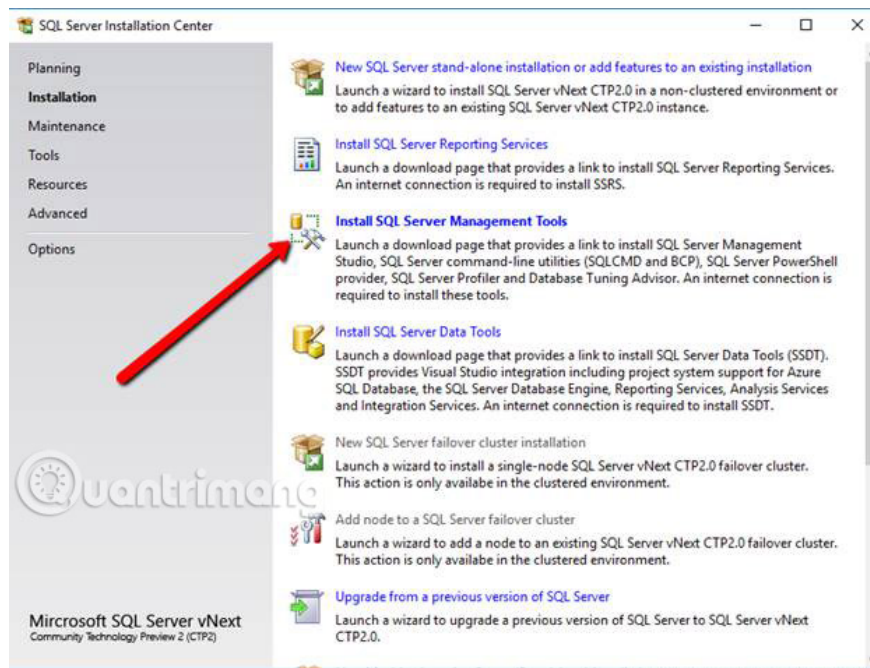 SQL Server Installation Center
Planning
Installation
Maintenance
Tools
Resources
Advanced
Options
Mircrosoft SQL Server vNext
Community Technology Preview 2 (CTP2)
New SQL Server stand-alone installation or add features to an existing installation
Launch a wizard to install SQL Server vNext CTP2.0 in a non-clustered environment or
to add features to an existing SQL Server vNext CTP2.0 instance.
Install SQL Server Reporting Services
Launch a download page that provides a link to install SQL Server Reporting Services.
An internet connection is required to install SSRS.
Install SQL Server Management Tools
Launch a download page that provides a link to install SQL Server Management
Studio, SQL Server command-line utilities (SQLCMD and BCP), SQL Server PowerShell
provider, SQL Server Profiler and Database Tuning Advisor. An internet connection is
required to install these tools.
Install SQL Server Data Tools
Launch a download page that provides a link to install SQL Server Data Tools (SSDT).
SSDT provides Visual Studio integration including project system support for Azure
SQL Database, the SQL Server Database Engine, Reporting Services, Analysis Services
and Integration Services. An internet connection is required to install SSDT.
New SQL Server failover cluster installation
Launch a wizard to install a single-node SQL Server vNext CTP2.0 failover cluster.
This action is only availabe in the clustered environment.
Add node to a SQL Server failover cluster
Launch a wizard to add a node to an existing SQL Server vNext CTP2.0 failover cluster.
This action is only availabe in the clustered environment.
Upgrade from a previous version of SQL Server
Launch a wizard to upgrade a previous version of SQL Server to SQL Server vNext
CTP2.0.
Quantrimang